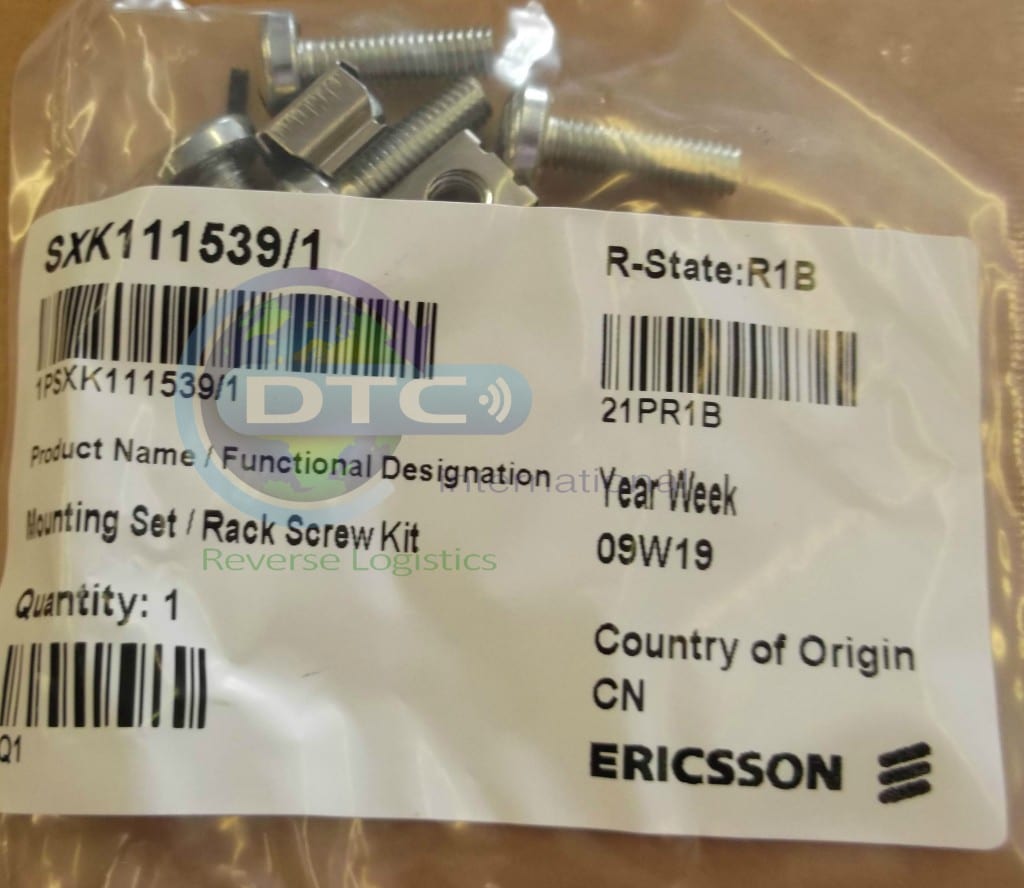 SXK111539/1
1PSXK111539/1
Product Name / Functional Designation
Mounting Set / Rack Screw Kit
Quantity: 1
Q1
R-State:R1B
21PR1B
Year Week
09W19
Country of Origin
CN
ERICSSON
DTC
International
Reverse Logistics